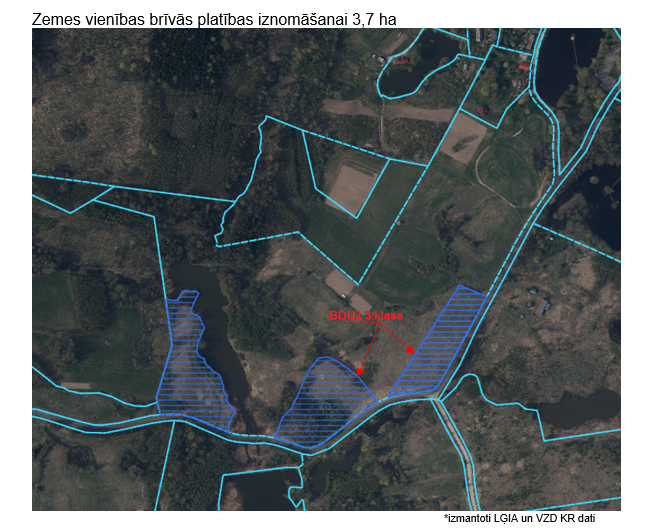 Zemes vienības brīvās platības iznomāšanai 3,7 ha
BDUZ 3.klase
*izmantoti LĢIA un VZD KR dati